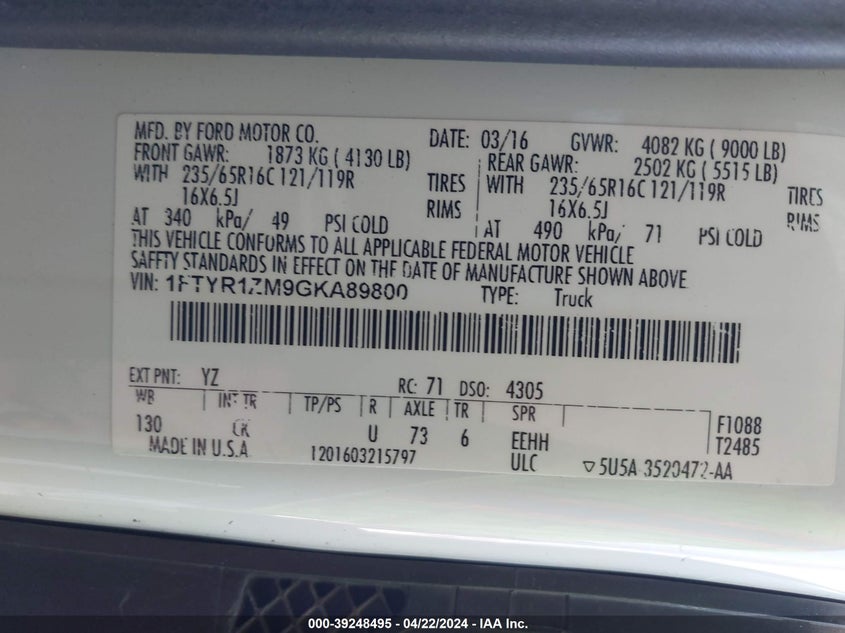 MFD. BY FORD MOTOR CO. DATE: 03/16 GVWR: 4082 KG ( 9000 LB)
FRONT GAWR: 1873 KG ( 4130 LB) REAR GAWR: 2502 KG ( 5515 LB)
WITH 235/65R16C 121/119R TIRES WITH 235/65R16C 121/119R TIRES
16X6.5J RIMS 16X6.5J RIMS
AT 340 kPa/ 49 PSI COLD AT 490 kPa/ 71 PSI COLD
THIS VEHICLE CONFORMS TO ALL APPLICABLE FEDERAL MOTOR VEHICLE
SAFETY STANDARDS IN EFFECT ON THE DATE OF MANUFACTURE SHOWN ABOVE.
VIN: 1FTYR1ZM9GKA89800 TYPE: Truck
EXT PNT: YZ RC: 71 DSO: 4305
WB INT TR TP/PS R AXLE TR SPR F1088
130 CK U 73 6 EEHH T2485
MADE IN U.S.A. 1201603215797 ULC ▽5U5A-3520472-AA
000-39248495 - 04/22/2024 - IAA Inc.